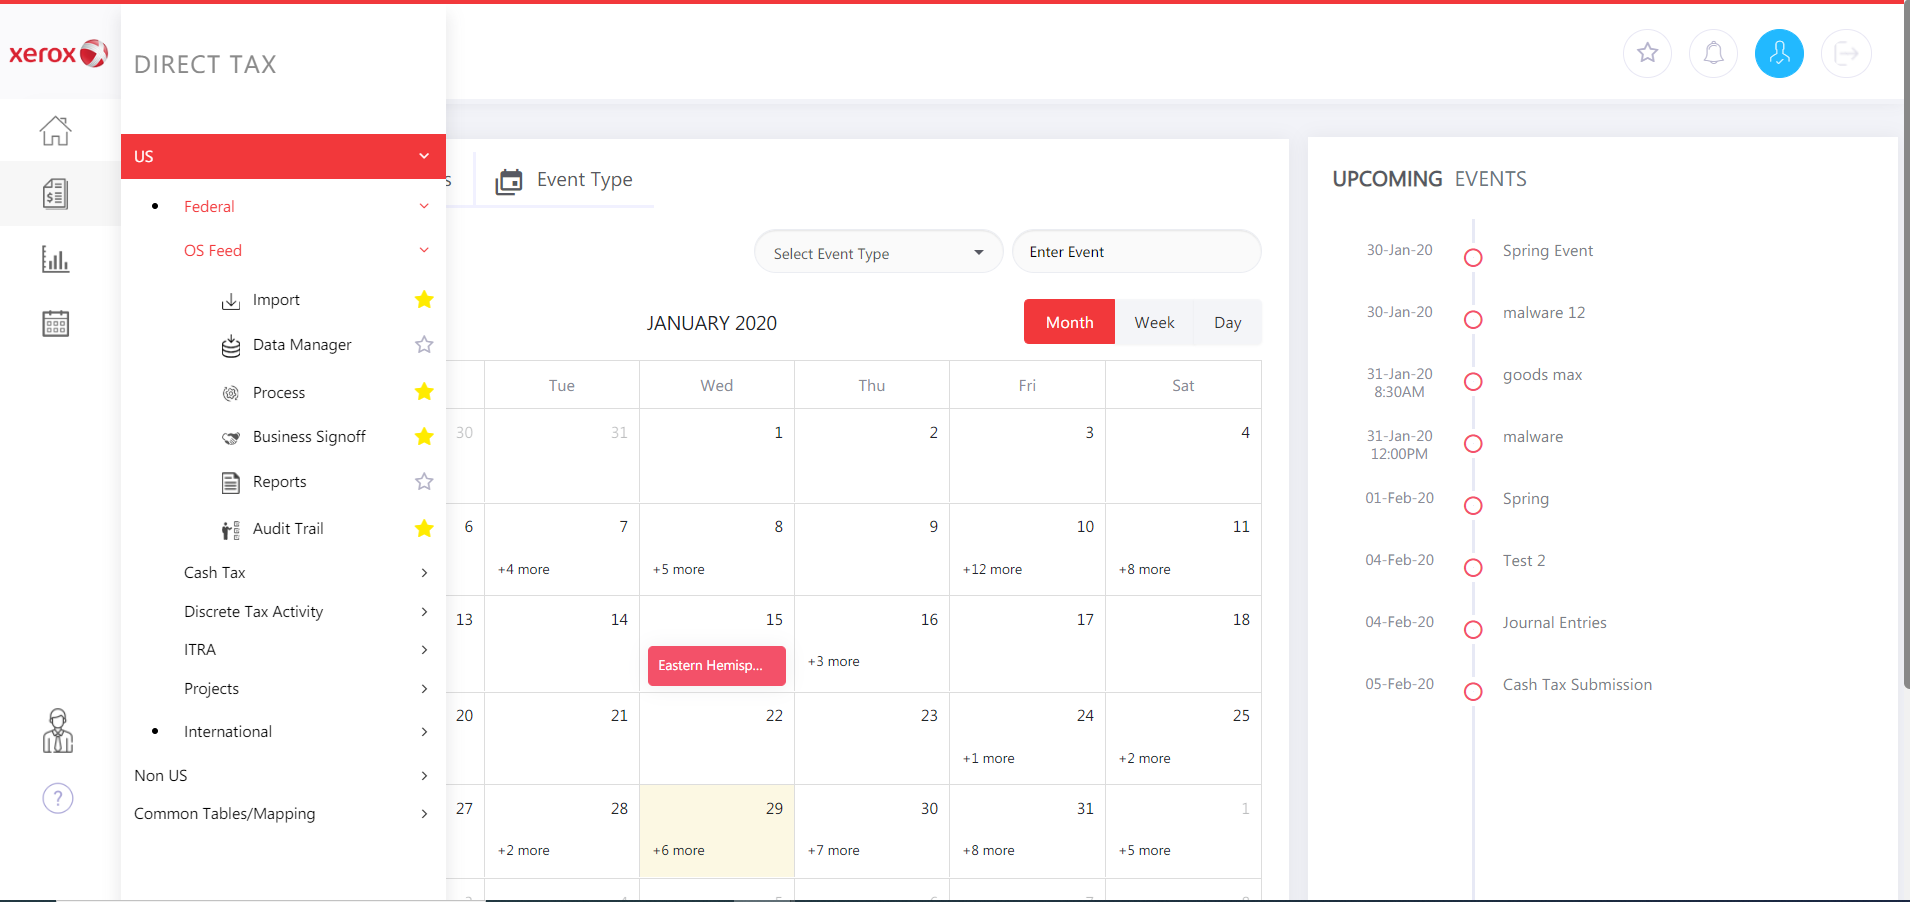 xerox
DIRECT TAX
US
Federal
OS Feed
Import
Data Manager
Process
Business Signoff
Reports
Audit Trail
Cash Tax
Discrete Tax Activity
ITRA
Projects
International
Non US
Common Tables/Mapping
?
s
Event Type
Select Event Type
Enter Event
JANUARY 2020
Month Week Day
Tue Wed Thu Fri Sat
30 31 1 2 3 4
6 7 8 9 10 11
+4 more +5 more +12 more +8 more
13 14 15 16 17 18
Eastern Hemisp... +3 more
20 21 22 23 24 25
+1 more +2 more
27 28 29 30 31 1
+2 more +6 more +7 more +8 more +5 more
UPCOMING EVENTS
30-Jan-20 Spring Event
30-Jan-20 malware 12
31-Jan-20 goods max
8:30AM
31-Jan-20 malware
12:00PM
01-Feb-20 Spring
04-Feb-20 Test 2
04-Feb-20 Journal Entries
05-Feb-20 Cash Tax Submission